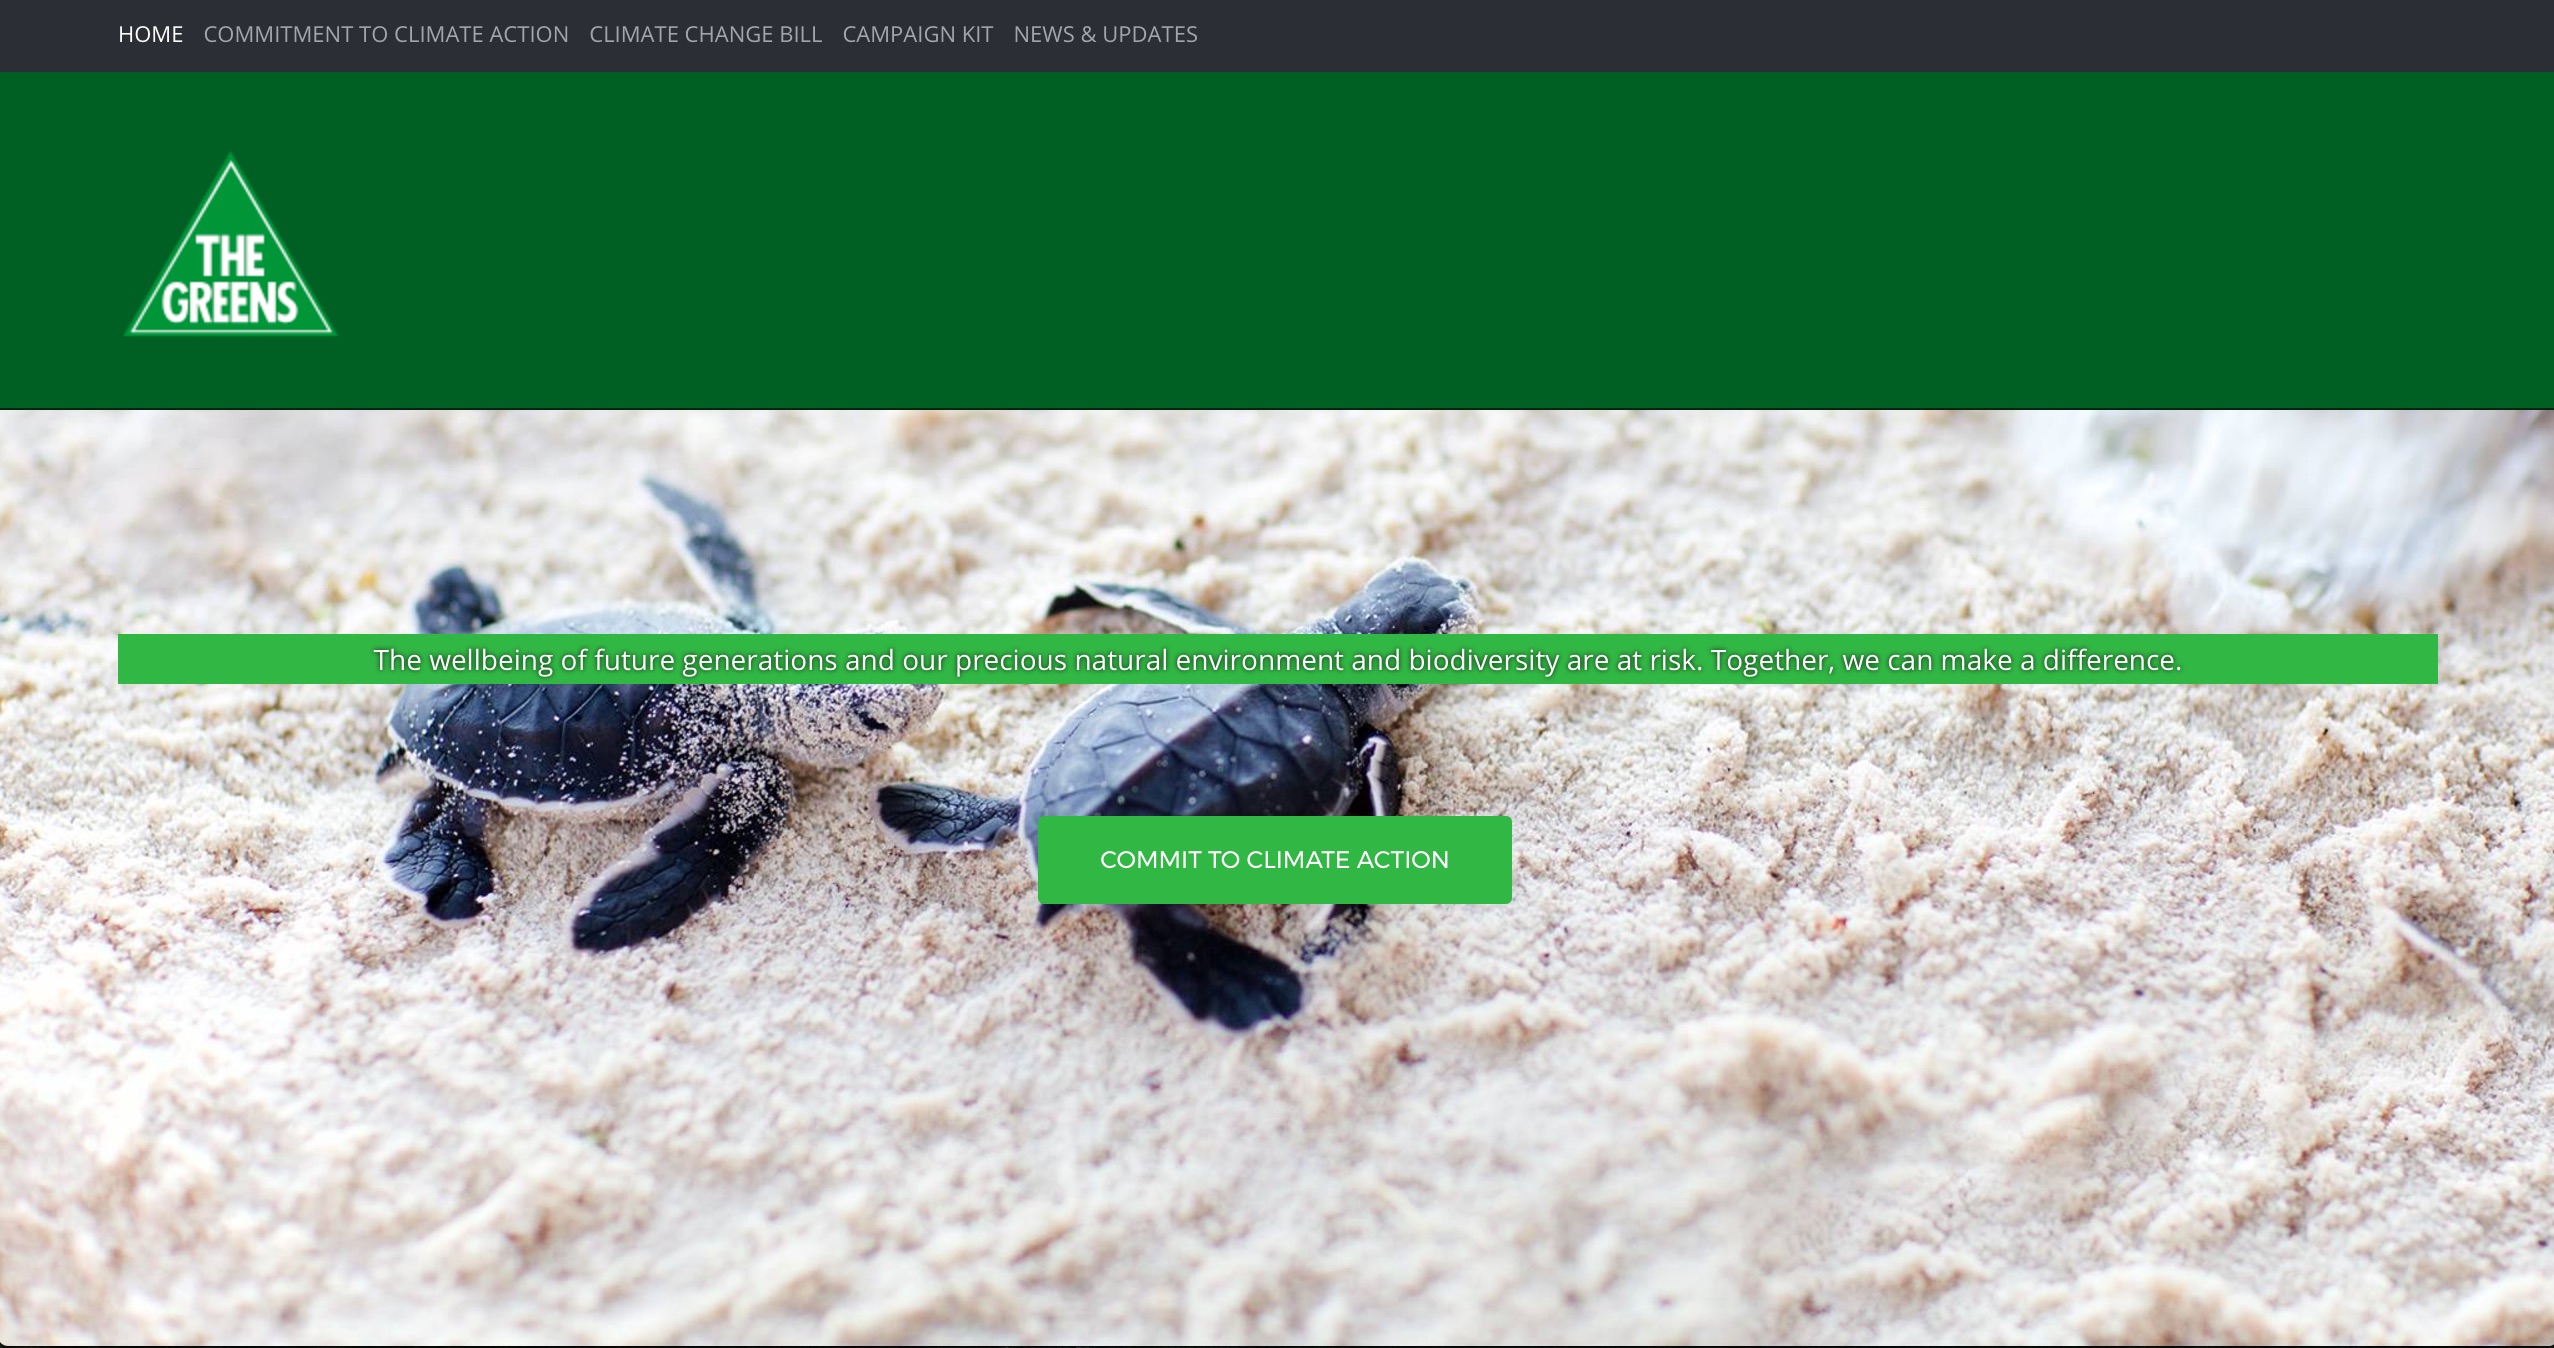 HOME COMMITMENT TO CLIMATE ACTION CLIMATE CHANGE BILL CAMPAIGN KIT NEWS & UPDATES
THE
GREENS
The wellbeing of future generations and our precious natural environment and biodiversity are at risk. Together, we can make a difference.
COMMIT TO CLIMATE ACTION